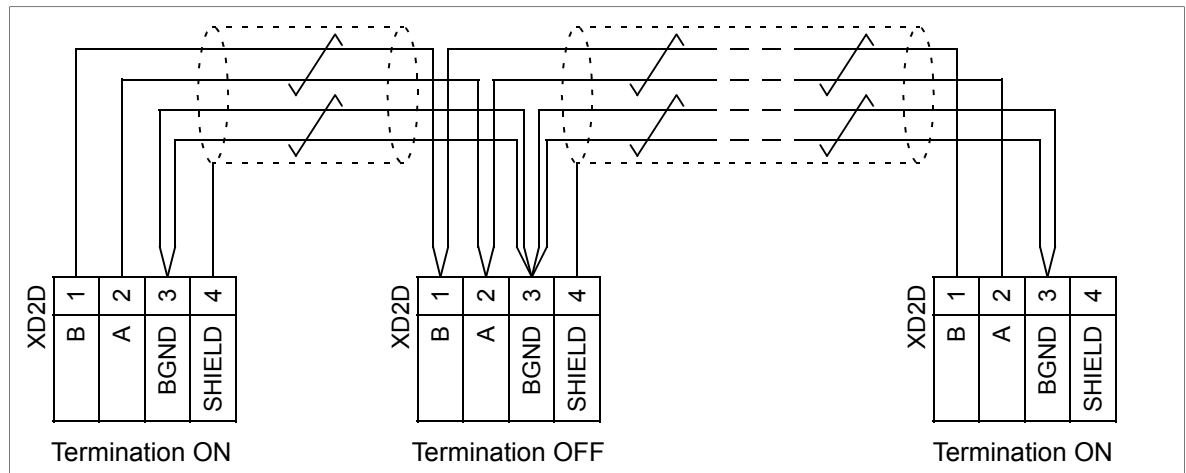 XD2D
1 2 3 4
B A BGND SHIELD
Termination ON
XD2D
1 2 3 4
B A BGND SHIELD
Termination OFF
XD2D
1 2 3 4
B A BGND SHIELD
Termination ON